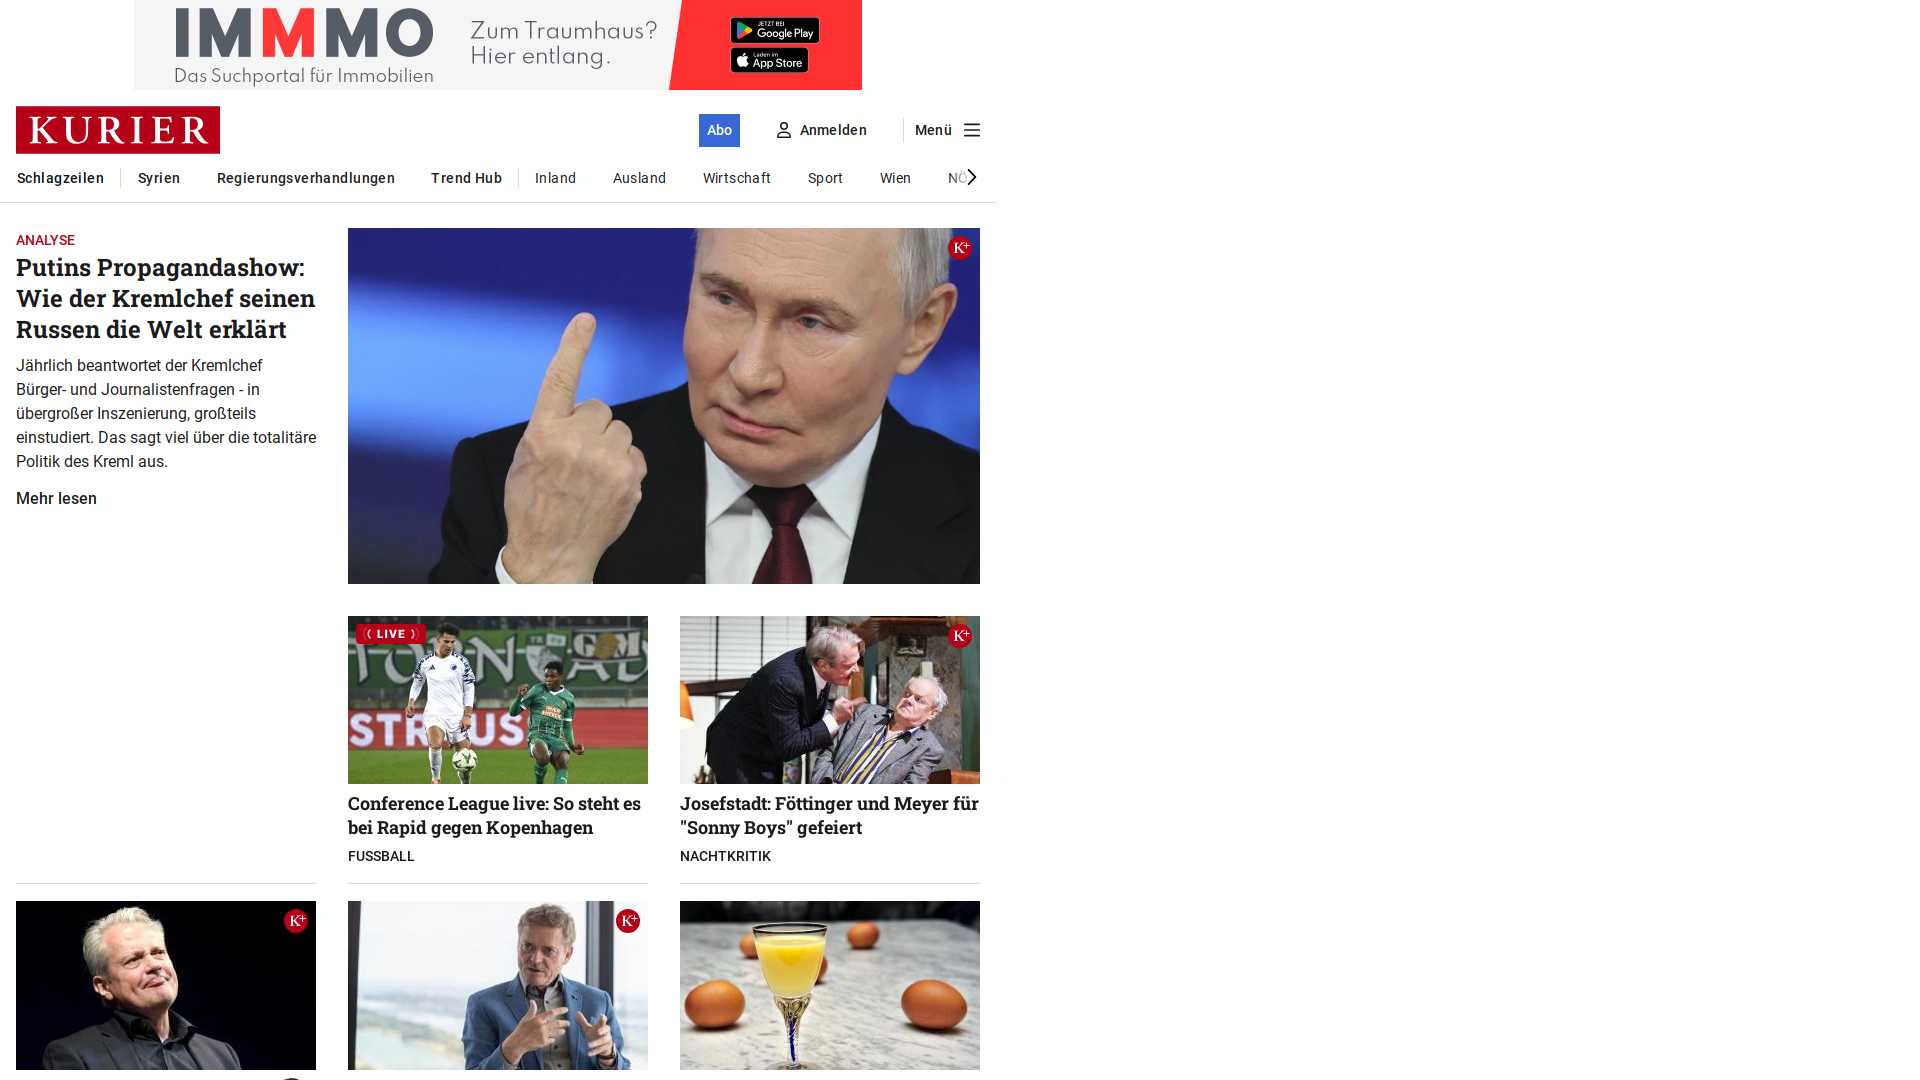 IMMMO
Das Suchportal für Immobilien
Zum Traumhaus?
Hier entlang.
JETZT BEI
Google Play
Laden im
App Store
KURIER
Abo
Anmelden
Menü
Schlagzeilen
Syrien
Regierungsverhandlungen
Trend Hub
Inland
Ausland
Wirtschaft
Sport
Wien
NÖ
ANALYSE
Putins Propagandashow:
Wie der Kremlchef seinen
Russen die Welt erklärt
Jährlich beantwortet der Kremlchef
Bürger- und Journalistenfragen - in
übergroßer Inszenierung, großteils
einstudiert. Das sagt viel über die totalitäre
Politik des Kreml aus.
Mehr lesen
K+
LIVE
STR
US
K+
Conference League live: So steht es
bei Rapid gegen Kopenhagen
FUSSBALL
Josefstadt: Föttinger und Meyer für
"Sonny Boys" gefeiert
NACHTKRITIK
K+
K+